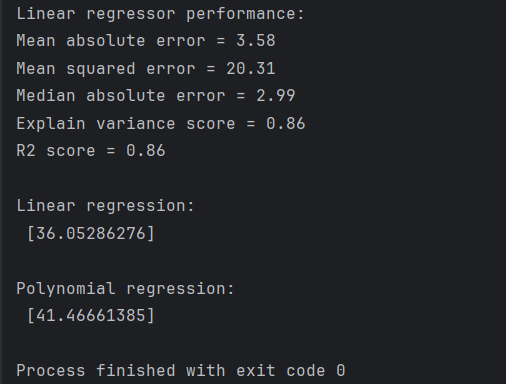 Linear regressor performance:
Mean absolute error = 3.58
Mean squared error = 20.31
Median absolute error = 2.99
Explain variance score = 0.86
R2 score = 0.86
Linear regression:
[36.05286276]
Polynomial regression:
[41.46661385]
Process finished with exit code 0